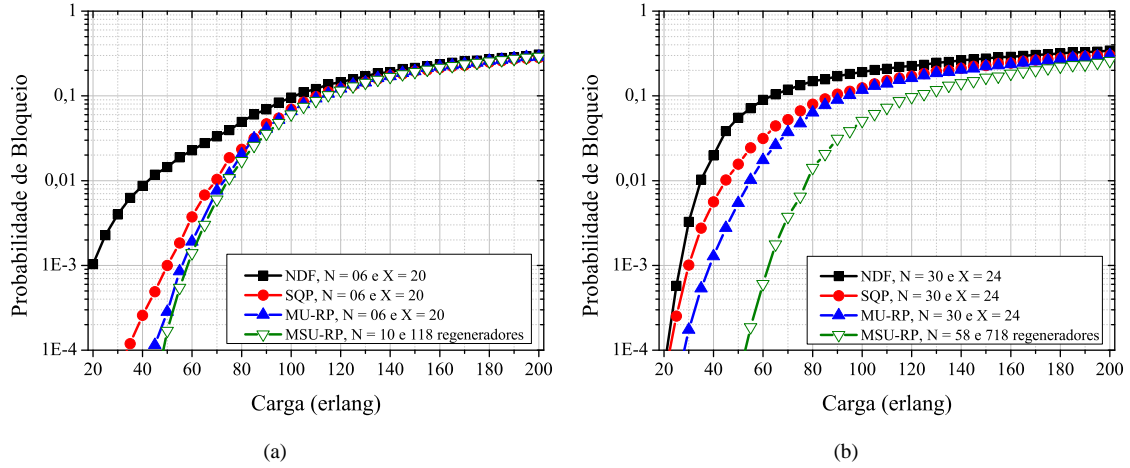 Probabilidade de Bloqueio
1
0.1
0,01
1E-3
1E-4
20 40 60 80 100 120 140 160 180 200
Carga (erlang)
NDF, N = 06 e X = 20
SQP, N = 06 e X = 20
MU-RP, N = 06 e X = 20
MSU-RP, N = 10 e 118 regeneradores
(a)
Probabilidade de Bloqueio
1
0.1
0,01
1E-3
1E-4
20 40 60 80 100 120 140 160 180 200
Carga (erlang)
NDF, N = 30 e X = 24
SQP, N = 30 e X = 24
MU-RP, N = 30 e X = 24
MSU-RP, N = 58 e 718 regeneradores
(b)